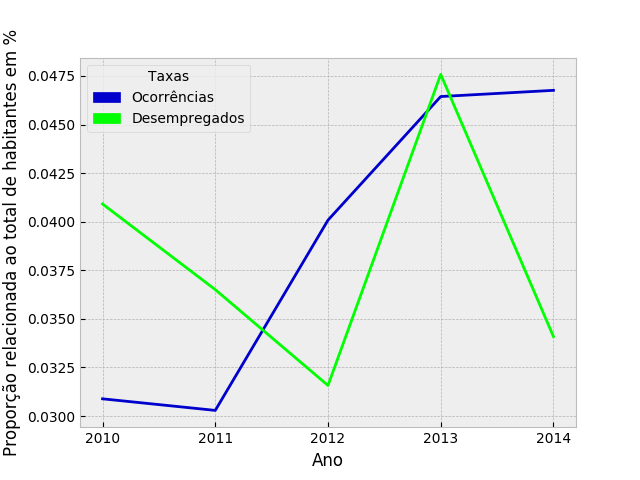 Proporção relacionada ao total de habitantes em %
Taxas
Ocorrências
Desempregados
0.0475
0.0450
0.0425
0.0400
0.0375
0.0350
0.0325
0.0300
2010 2011 2012 2013 2014
Ano